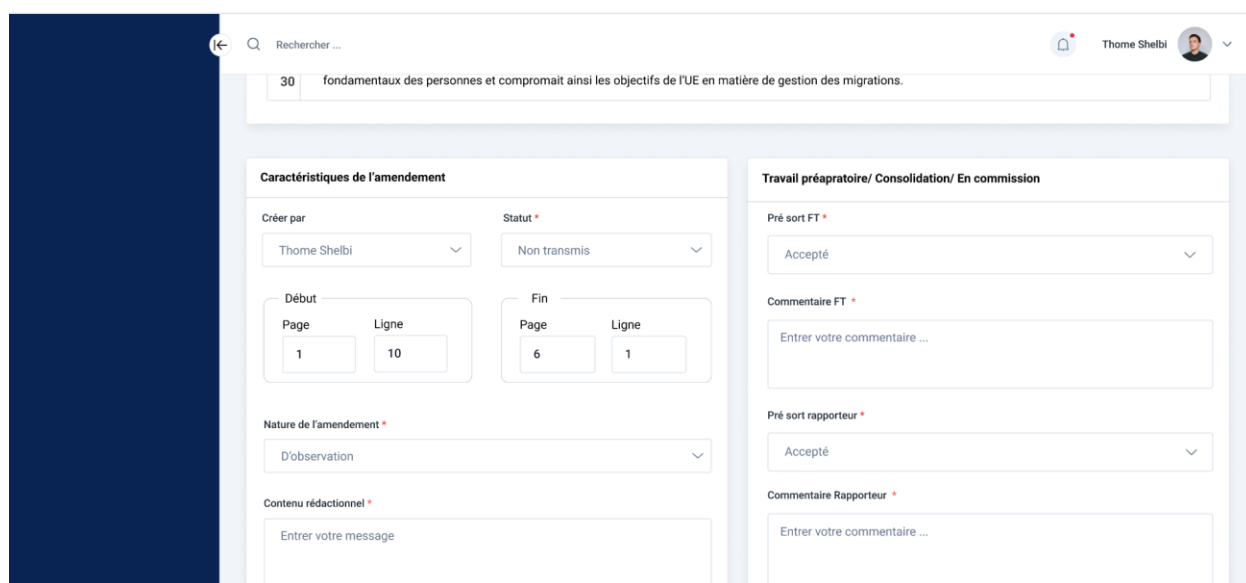 Rechercher ...
Thome Shelbi
30 fondamentaux des personnes et compromait ainsi les objectifs de l'UE en matière de gestion des migrations.
Caractéristiques de l'amendement
Créer par
Statut *
Thome Shelbi
Non transmis
Début
Fin
Page
Ligne
Page
Ligne
1
10
6
1
Nature de l'amendement *
D'observation
Contenu rédactionnel *
Entrer votre message
Travail préapratoire/ Consolidation/ En commission
Pré sort FT *
Accepté
Commentaire FT *
Entrer votre commentaire ...
Pré sort rapporteur *
Accepté
Commentaire Rapporteur *
Entrer votre commentaire ...